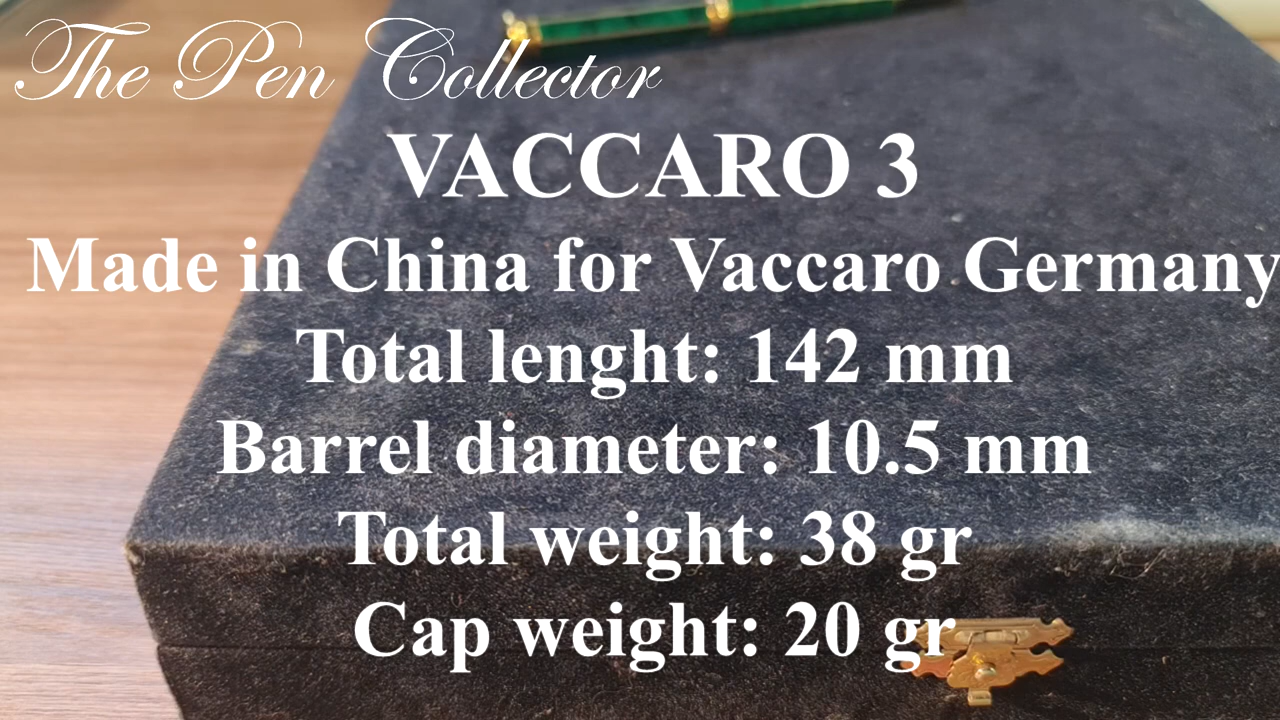 The Pen Collector
VACCARO 3
Made in China for Vaccaro Germany
Total lenght: 142 mm
Barrel diameter: 10.5 mm
Total weight: 38 gr
Cap weight: 20 gr